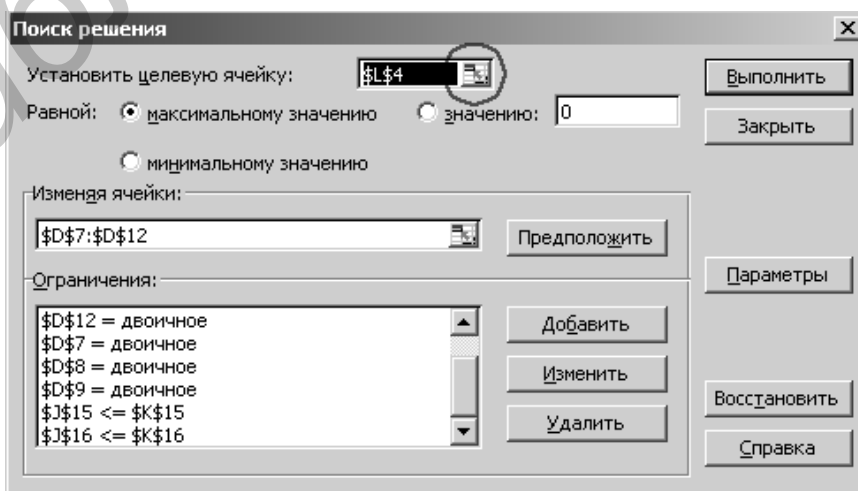 Поиск решения
Установить целевую ячейку: $L$4 Выполнить
Равной: максимальному значению значению: 0 Закрыть
минимальному значению
Изменяя ячейки:
$D$7:$D$12 Предположить
Ограничения: Параметры
$D$12 = двоичное Добавить
$D$7 = двоичное
$D$8 = двоичное Изменить
$D$9 = двоичное Восстановить
$J$15 <= $K$15 Удалить
$J$16 <= $K$16 Справка